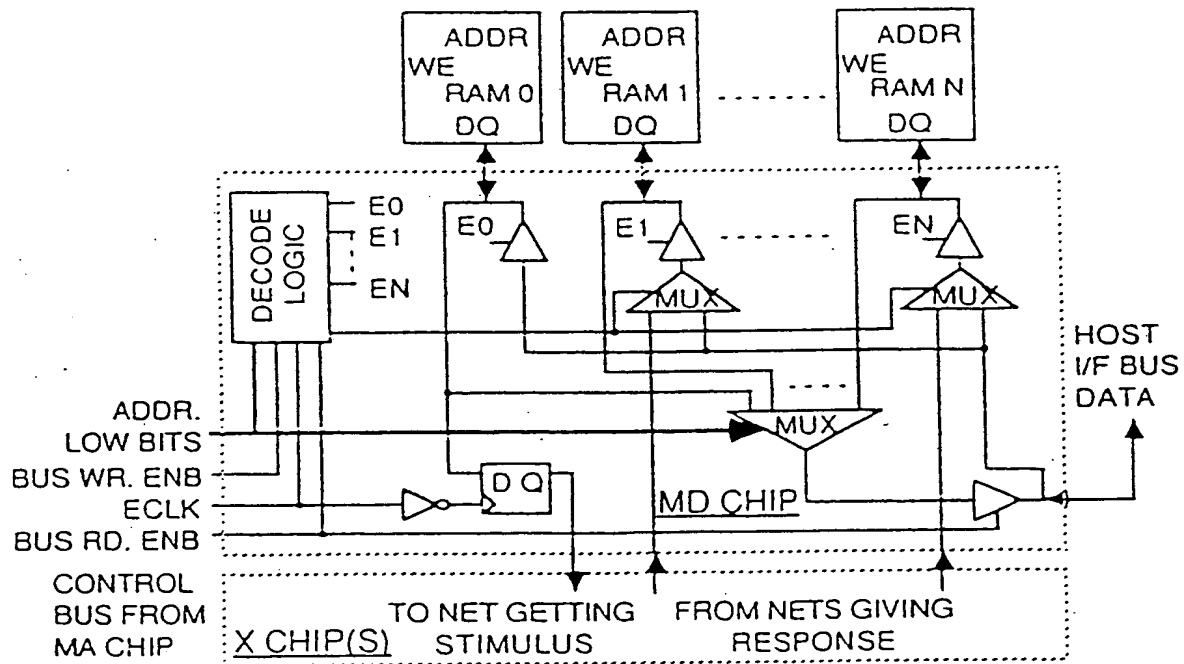 ADDR
WE
RAM 0
DQ
ADDR
WE
RAM 1
DQ
ADDR
WE
RAM N
DQ
DECODE
LOGIC
E0
E1
EN
E0
E1
EN
MUX
MUX
MUX
HOST
I/F BUS
DATA
ADDR.
LOW BITS
BUS WR. ENB
ECLK
BUS RD. ENB
D Q
MD CHIP
CONTROL
BUS FROM
MA CHIP
X CHIP(S)
TO NET GETTING
STIMULUS
FROM NETS GIVING
RESPONSE